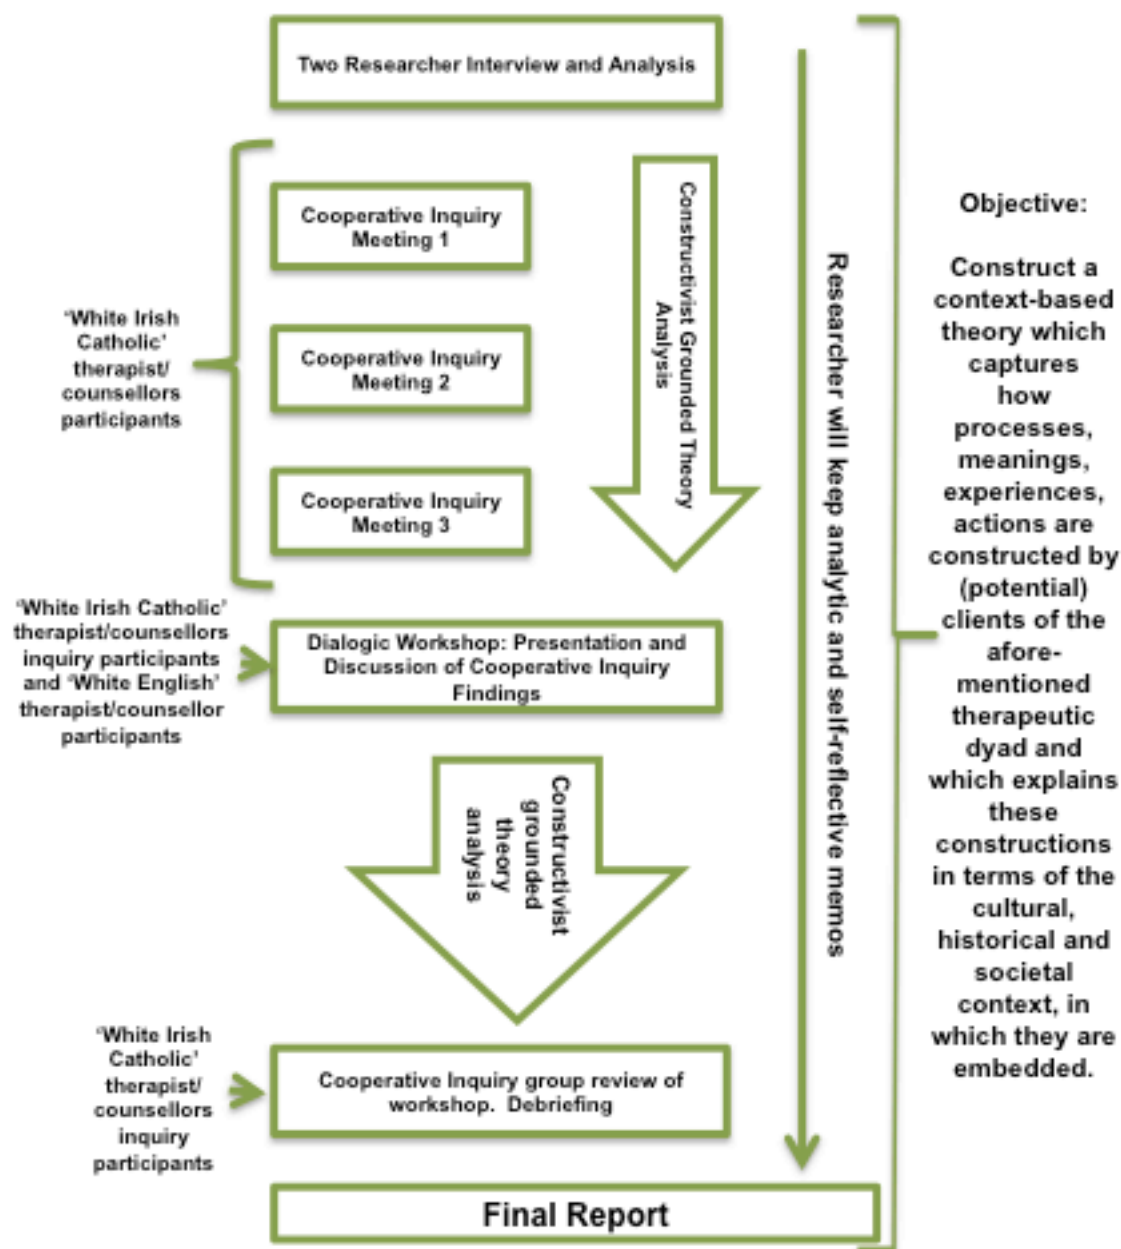 Two Researcher Interview and Analysis
‘White Irish
Catholic’
therapist/
counsellors
participants
Cooperative Inquiry
Meeting 1
Cooperative Inquiry
Meeting 2
Cooperative Inquiry
Meeting 3
Constructivist Grounded Theory
Analysis
‘White Irish Catholic’
therapist/counsellors
inquiry participants
and ‘White English’
therapist/counsellor
participants
Dialogic Workshop: Presentation and
Discussion of Cooperative Inquiry
Findings
Constructivist
grounded
theory
analysis
‘White Irish
Catholic’
therapist/
counsellors
inquiry
participants
Cooperative Inquiry group review of
workshop.  Debriefing
Final Report
Researcher will keep analytic and self-reflective memos
Objective:
Construct a
context-based
theory which
captures
how
processes,
meanings,
experiences,
actions are
constructed by
(potential)
clients of the
afore-
mentioned
therapeutic
dyad and
which explains
these
constructions
in terms of the
cultural,
historical and
societal
context, in
which they are
embedded.